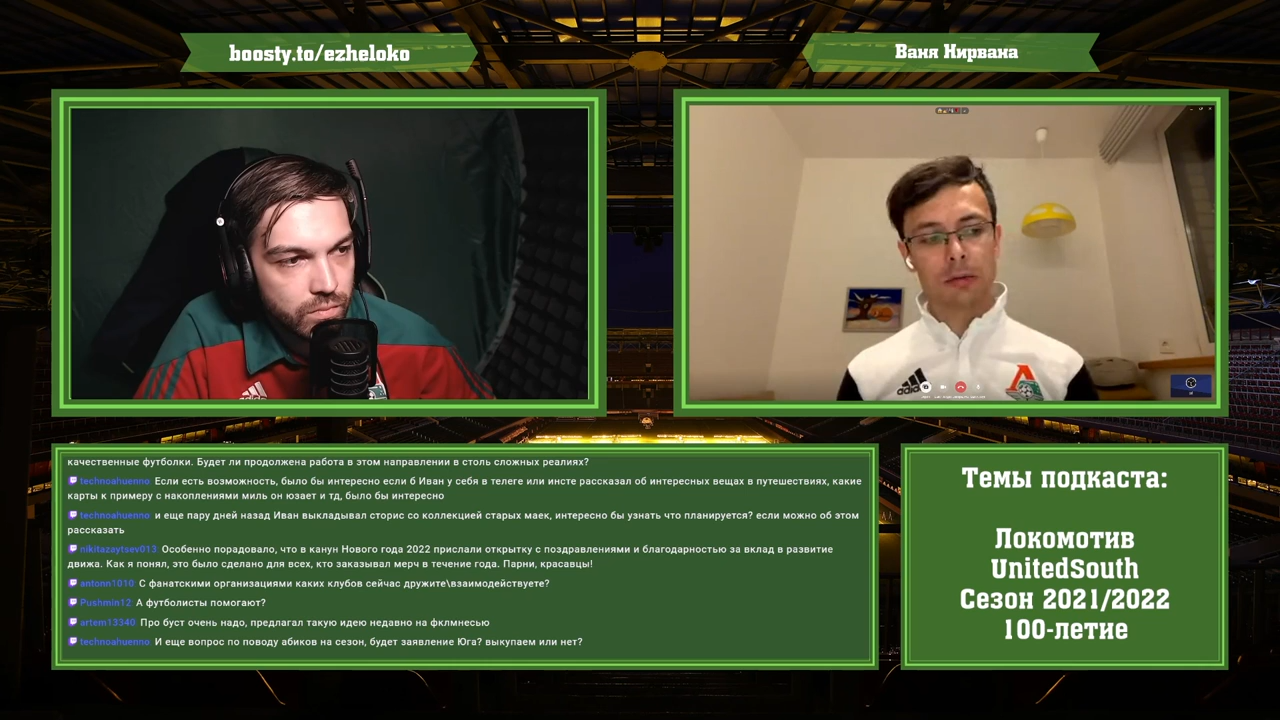 boosty.to/ezheloko
Ваня Нирвана
adidas
adidas
качественные футболки. Будет ли продолжена работа в этом направлении в столь сложных реалиях?
technoahuenno: Если есть возможность, было бы интересно если б Иван у себя в телеге или инсте рассказал об интересных вещах в путешествиях, какие
карты к примеру с накоплениями миль он юзает и тд, было бы интересно
technoahuenno: и еще пару дней назад Иван выкладывал сторис со коллекцией старых маек, интересно бы узнать что планируется? если можно об этом
рассказать
nikitazaytsev013: Особенно порадовало, что в канун Нового года 2022 прислали открытку с поздравлениями и благодарностью за вклад в развитие
движа. Как я понял, это было сделано для всех, кто заказывал мерч в течение года. Парни, красавцы!
antonn1010: С фанатскими организациями каких клубов сейчас дружите\взаимодействуете?
Pushmin12: А футболисты помогают?
artem13340: Про буст очень надо, предлагал такую идею недавно на фклмнесью
technoahuenno: И еще вопрос по поводу абиков на сезон, будет заявление Юга? выкупаем или нет?
Темы подкаста:
Локомотив
UnitedSouth
Сезон 2021/2022
100-летие